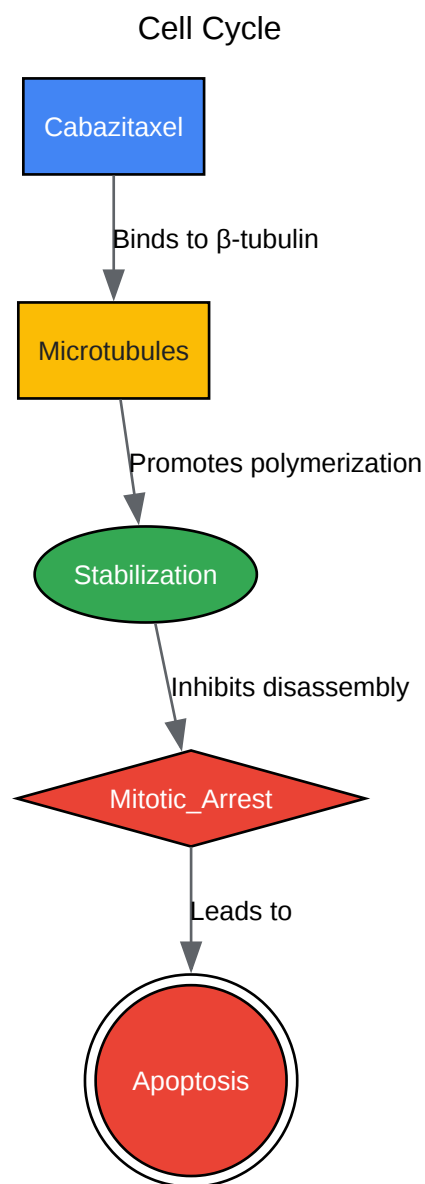 Cell Cycle
Cabazitaxel
Binds to β-tubulin
Microtubules
Promotes polymerization
Stabilization
Inhibits disassembly
Mitotic_Arrest
Leads to
Apoptosis